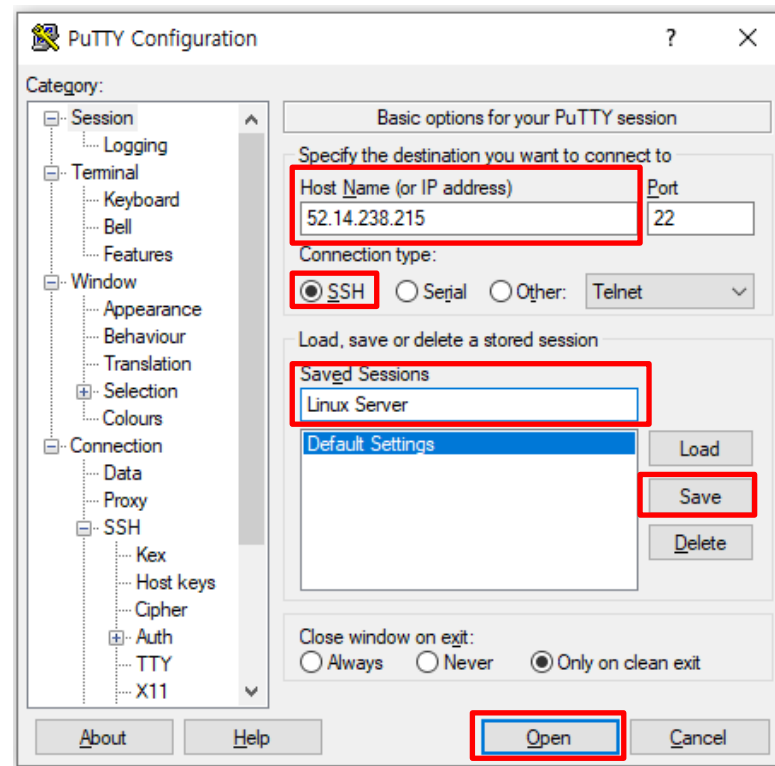 PuTTY Configuration
? ×
Category:
Session
Logging
Terminal
Keyboard
Bell
Features
Window
Appearance
Behaviour
Translation
Selection
Colours
Connection
Data
Proxy
SSH
Kex
Host keys
Cipher
Auth
TTY
X11
Basic options for your PuTTY session
Specify the destination you want to connect to
Host Name (or IP address) Port
52.14.238.215 22
Connection type:
SSH Serial Other: Telnet
Load, save or delete a stored session
Saved Sessions
Linux Server
Default Settings
Load
Save
Delete
Close window on exit:
Always Never Only on clean exit
About Help Open Cancel